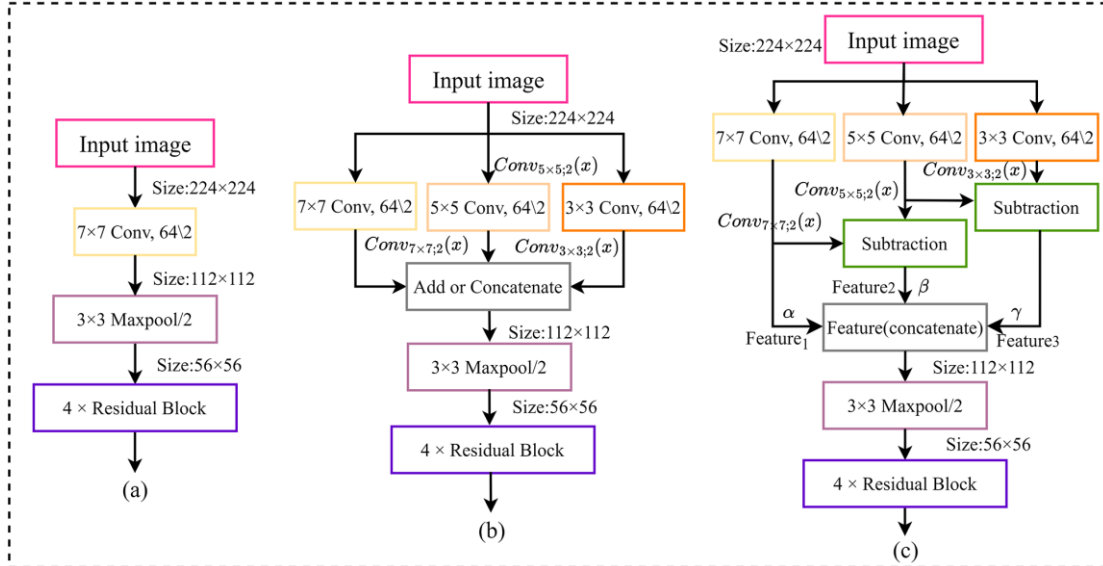 Input image
Size:224×224
7×7 Conv, 64\2
Size:112×112
3×3 Maxpool/2
Size:56×56
4 × Residual Block
(a)
Input image
Size:224×224
Conv5×5;2(x)
7×7 Conv, 64\2
5×5 Conv, 64\2
3×3 Conv, 64\2
Conv7×7;2(x)
Conv3×3;2(x)
Add or Concatenate
Size:112×112
3×3 Maxpool/2
Size:56×56
4 × Residual Block
(b)
Input image
Size:224×224
7×7 Conv, 64\2
5×5 Conv, 64\2
3×3 Conv, 64\2
Conv3×3;2(x)
Conv5×5;2(x)
Subtraction
Conv7×7;2(x)
Subtraction
Feature2
β
α
γ
Feature1
Feature(concatenate)
Feature3
Size:112×112
3×3 Maxpool/2
Size:56×56
4 × Residual Block
(c)